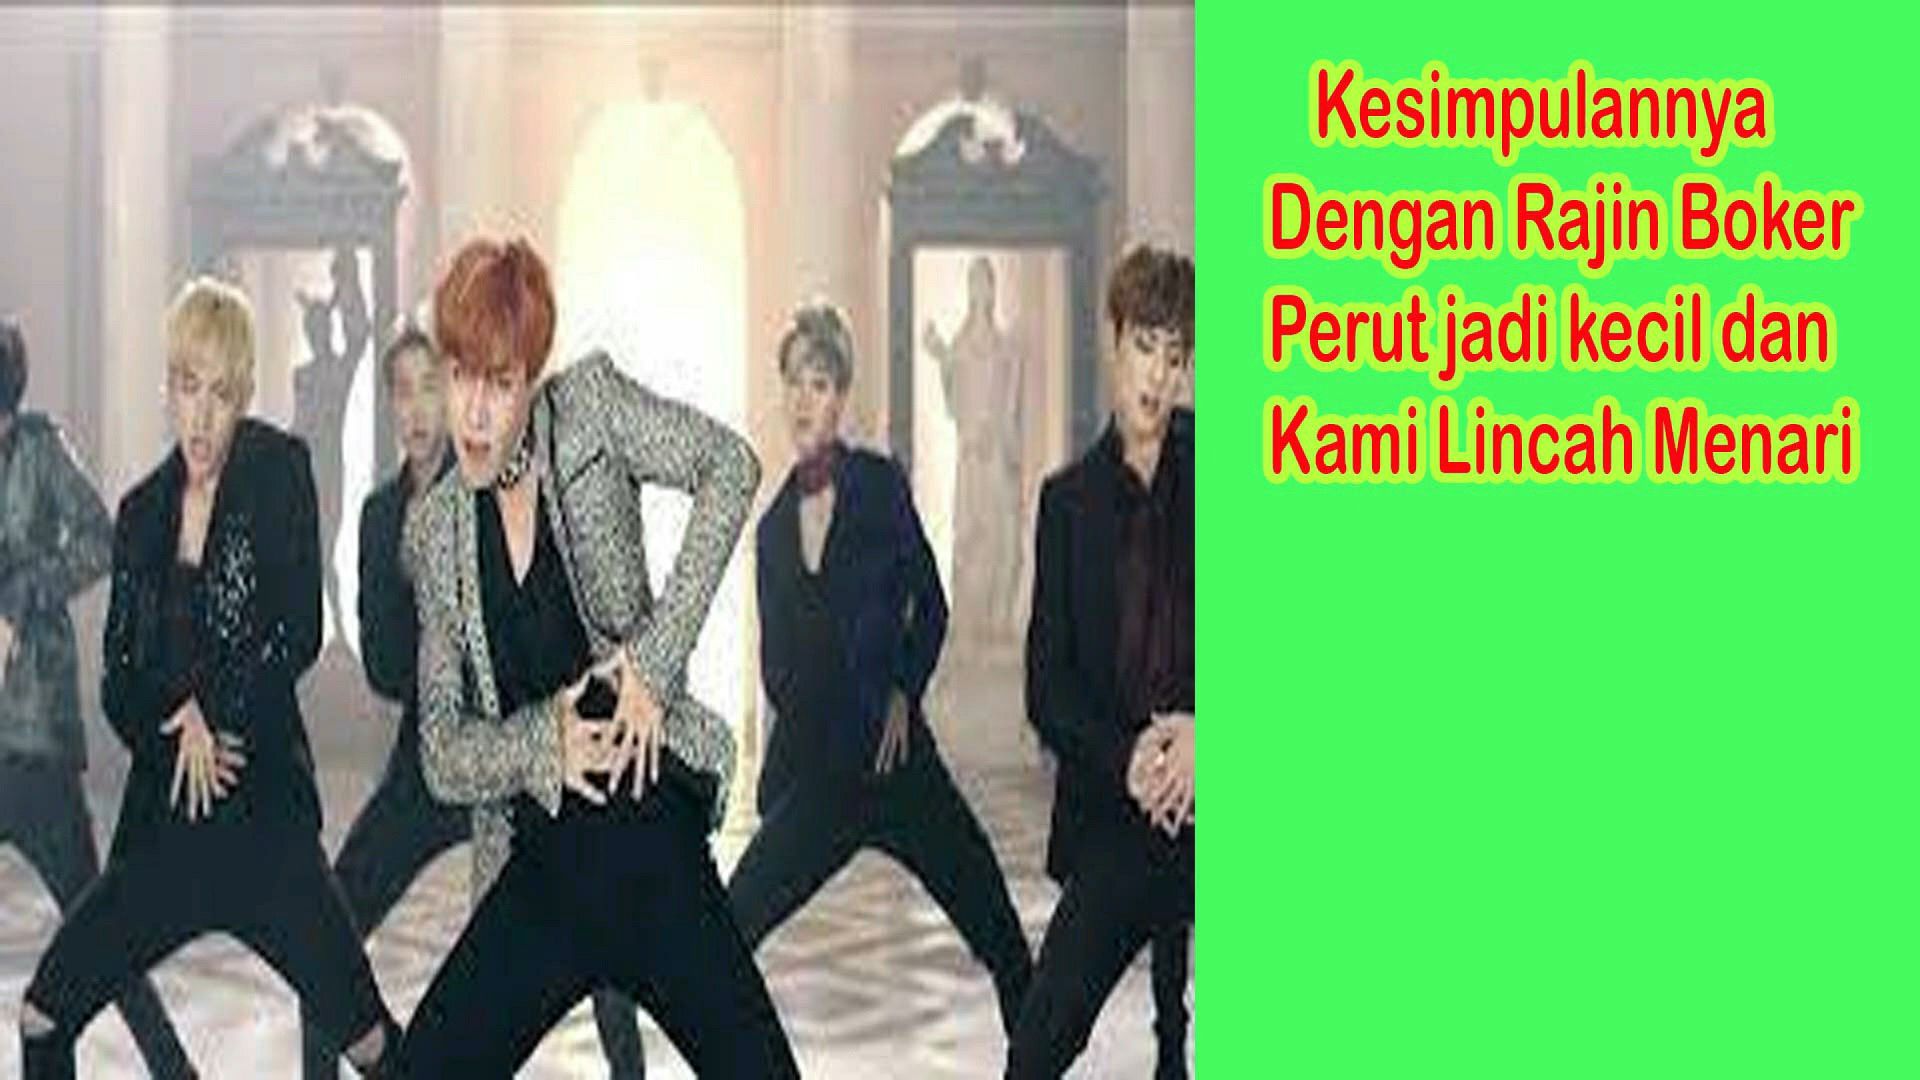 Kesimpulannya
Dengan Rajin Boker
Perut jadi kecil dan
Kami Lincah Menari